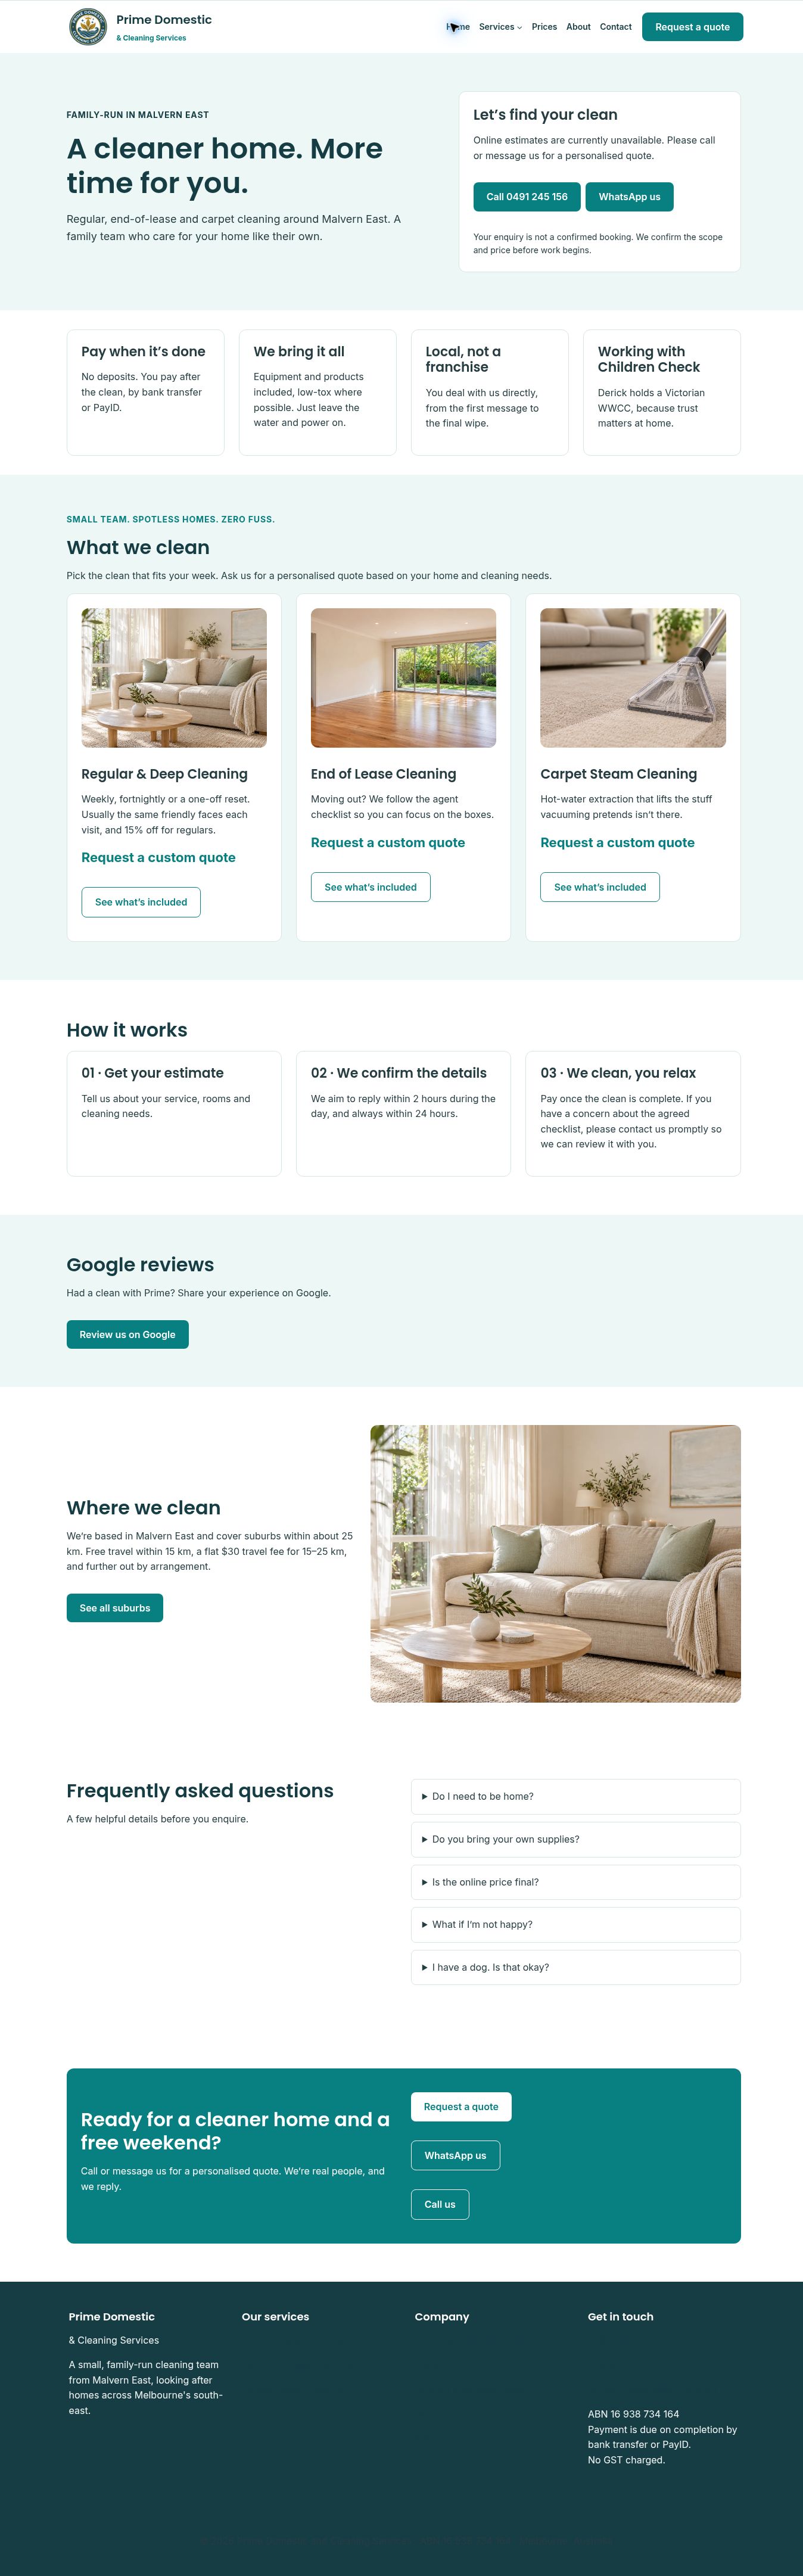 Prime Domestic
& Cleaning Services
Home
Services
Prices
About
Contact
Request a quote
FAMILY-RUN IN MALVERN EAST
A cleaner home. More
time for you.
Regular, end-of-lease and carpet cleaning around Malvern East. A
family team who care for your home like their own.
Let’s find your clean
Online estimates are currently unavailable. Please call
or message us for a personalised quote.
Call 0491 245 156
WhatsApp us
Your enquiry is not a confirmed booking. We confirm the scope
and price before work begins.
Pay when it’s done
No deposits. You pay after
the clean, by bank transfer
or PayID.
We bring it all
Equipment and products
included, low-tox where
possible. Just leave the
water and power on.
Local, not a
franchise
You deal with us directly,
from the first message to
the final wipe.
Working with
Children Check
Derick holds a Victorian
WWCC, because trust
matters at home.
SMALL TEAM. SPOTLESS HOMES. ZERO FUSS.
What we clean
Pick the clean that fits your week. Ask us for a personalised quote based on your home and cleaning needs.
Regular & Deep Cleaning
Weekly, fortnightly or a one-off reset.
Usually the same friendly faces each
visit, and 15% off for regulars.
Request a custom quote
See what’s included
End of Lease Cleaning
Moving out? We follow the agent
checklist so you can focus on the boxes.
Request a custom quote
See what’s included
Carpet Steam Cleaning
Hot-water extraction that lifts the stuff
vacuuming pretends isn’t there.
Request a custom quote
See what’s included
How it works
01 · Get your estimate
Tell us about your service, rooms and
cleaning needs.
02 · We confirm the details
We aim to reply within 2 hours during the
day, and always within 24 hours.
03 · We clean, you relax
Pay once the clean is complete. If you
have a concern about the agreed
checklist, please contact us promptly so
we can review it with you.
Google reviews
Had a clean with Prime? Share your experience on Google.
Review us on Google
Where we clean
We’re based in Malvern East and cover suburbs within about 25
km. Free travel within 15 km, a flat $30 travel fee for 15–25 km,
and further out by arrangement.
See all suburbs
Frequently asked questions
A few helpful details before you enquire.
Do I need to be home?
Do you bring your own supplies?
Is the online price final?
What if I’m not happy?
I have a dog. Is that okay?
Ready for a cleaner home and a
free weekend?
Call or message us for a personalised quote. We’re real people, and
we reply.
Request a quote
WhatsApp us
Call us
Prime Domestic
& Cleaning Services
A small, family-run cleaning team
from Malvern East, looking after
homes across Melbourne's south-
east.
Our services
Company
Get in touch
ABN 16 938 734 164
Payment is due on completion by
bank transfer or PayID.
No GST charged.